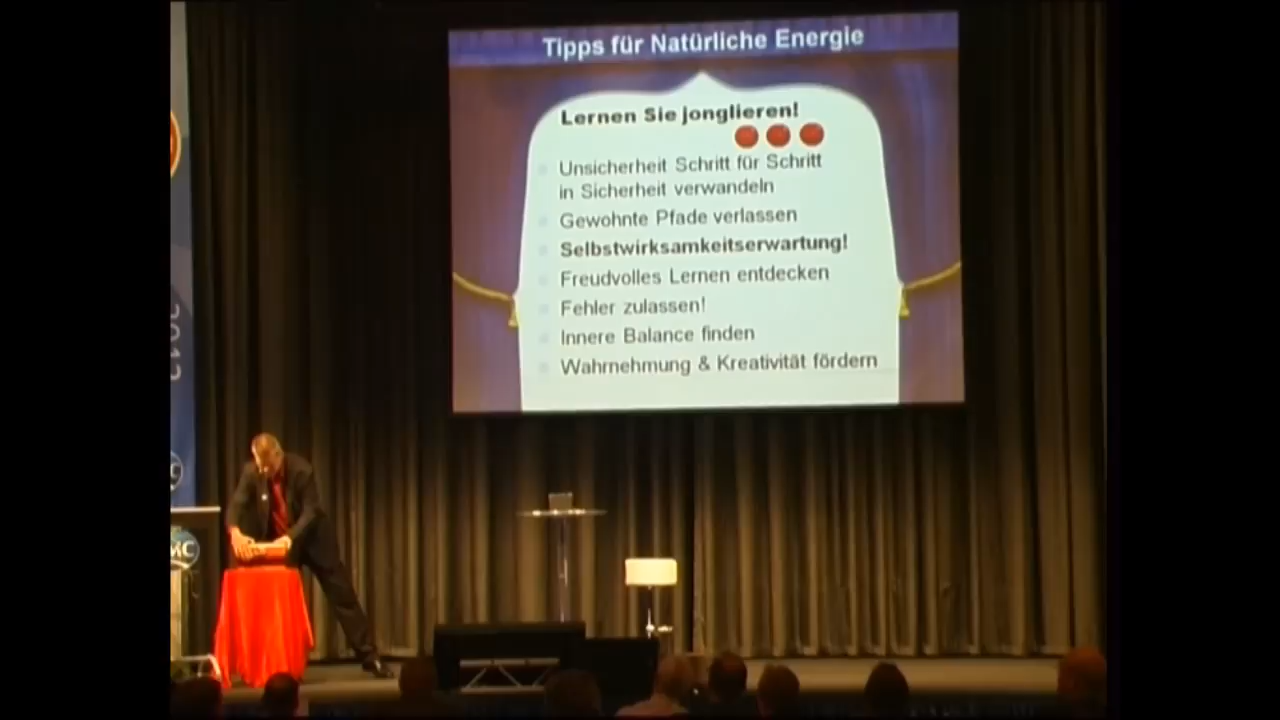 Tipps für Natürliche Energie
Lernen Sie jonglieren!
Unsicherheit Schritt für Schritt
in Sicherheit verwandeln
Gewohnte Pfade verlassen
Selbstwirksamkeitserwartung!
Freudvolles Lernen entdecken
Fehler zulassen!
Innere Balance finden
Wahrnehmung & Kreativität fördern